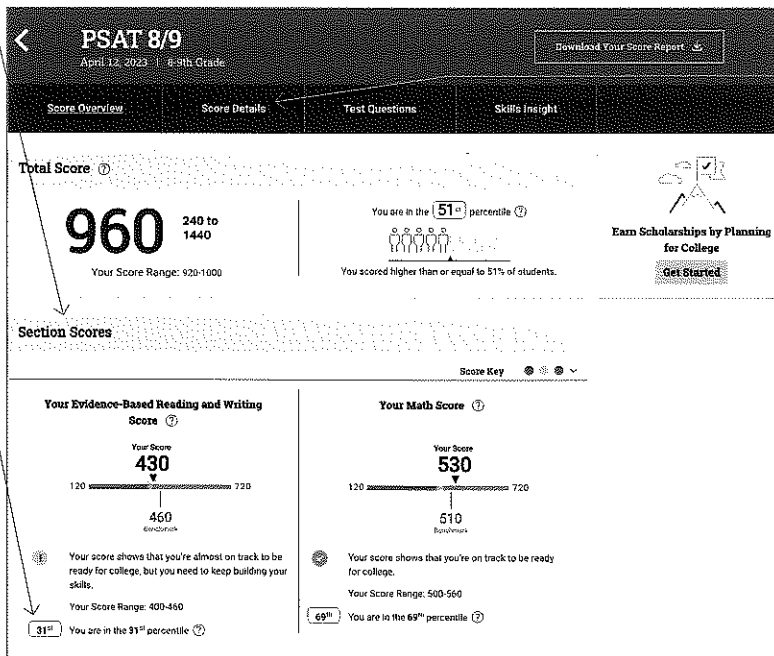 PSAT 8/9
April 12, 2023 | 8-9th Grade
Download Your Score Report
Score Overview
Score Details
Test Questions
Skills Insight
Total Score ?
960
240 to
1440
Your Score Range: 920-1000
You are in the 51st percentile ?
You scored higher than or equal to 51% of students.
Earn Scholarships by Planning
for College
Get Started
Section Scores
Score Key
Your Evidence-Based Reading and Writing
Score ?
Your Score
430
120
720
460
Benchmark
Your score shows that you're almost on track to be
ready for college, but you need to keep building your
skills.
Your Score Range: 400-460
31st You are in the 31st percentile ?
Your Math Score ?
Your Score
530
120
720
510
Benchmark
Your score shows that you're on track to be ready
for college.
Your Score Range: 500-560
69th You are in the 69th percentile ?